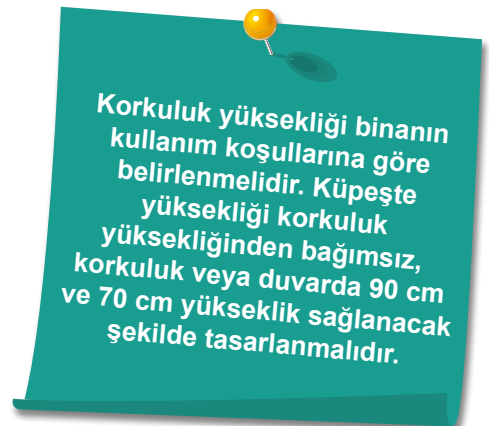 Korkuluk yüksekliği binanın
kullanım koşullarına göre
belirlenmelidir. Küpeşte
yüksekliği korkuluk
yüksekliğinden bağımsız,
korkuluk veya duvarda 90 cm
ve 70 cm yükseklik sağlanacak
şekilde tasarlanmalıdır.